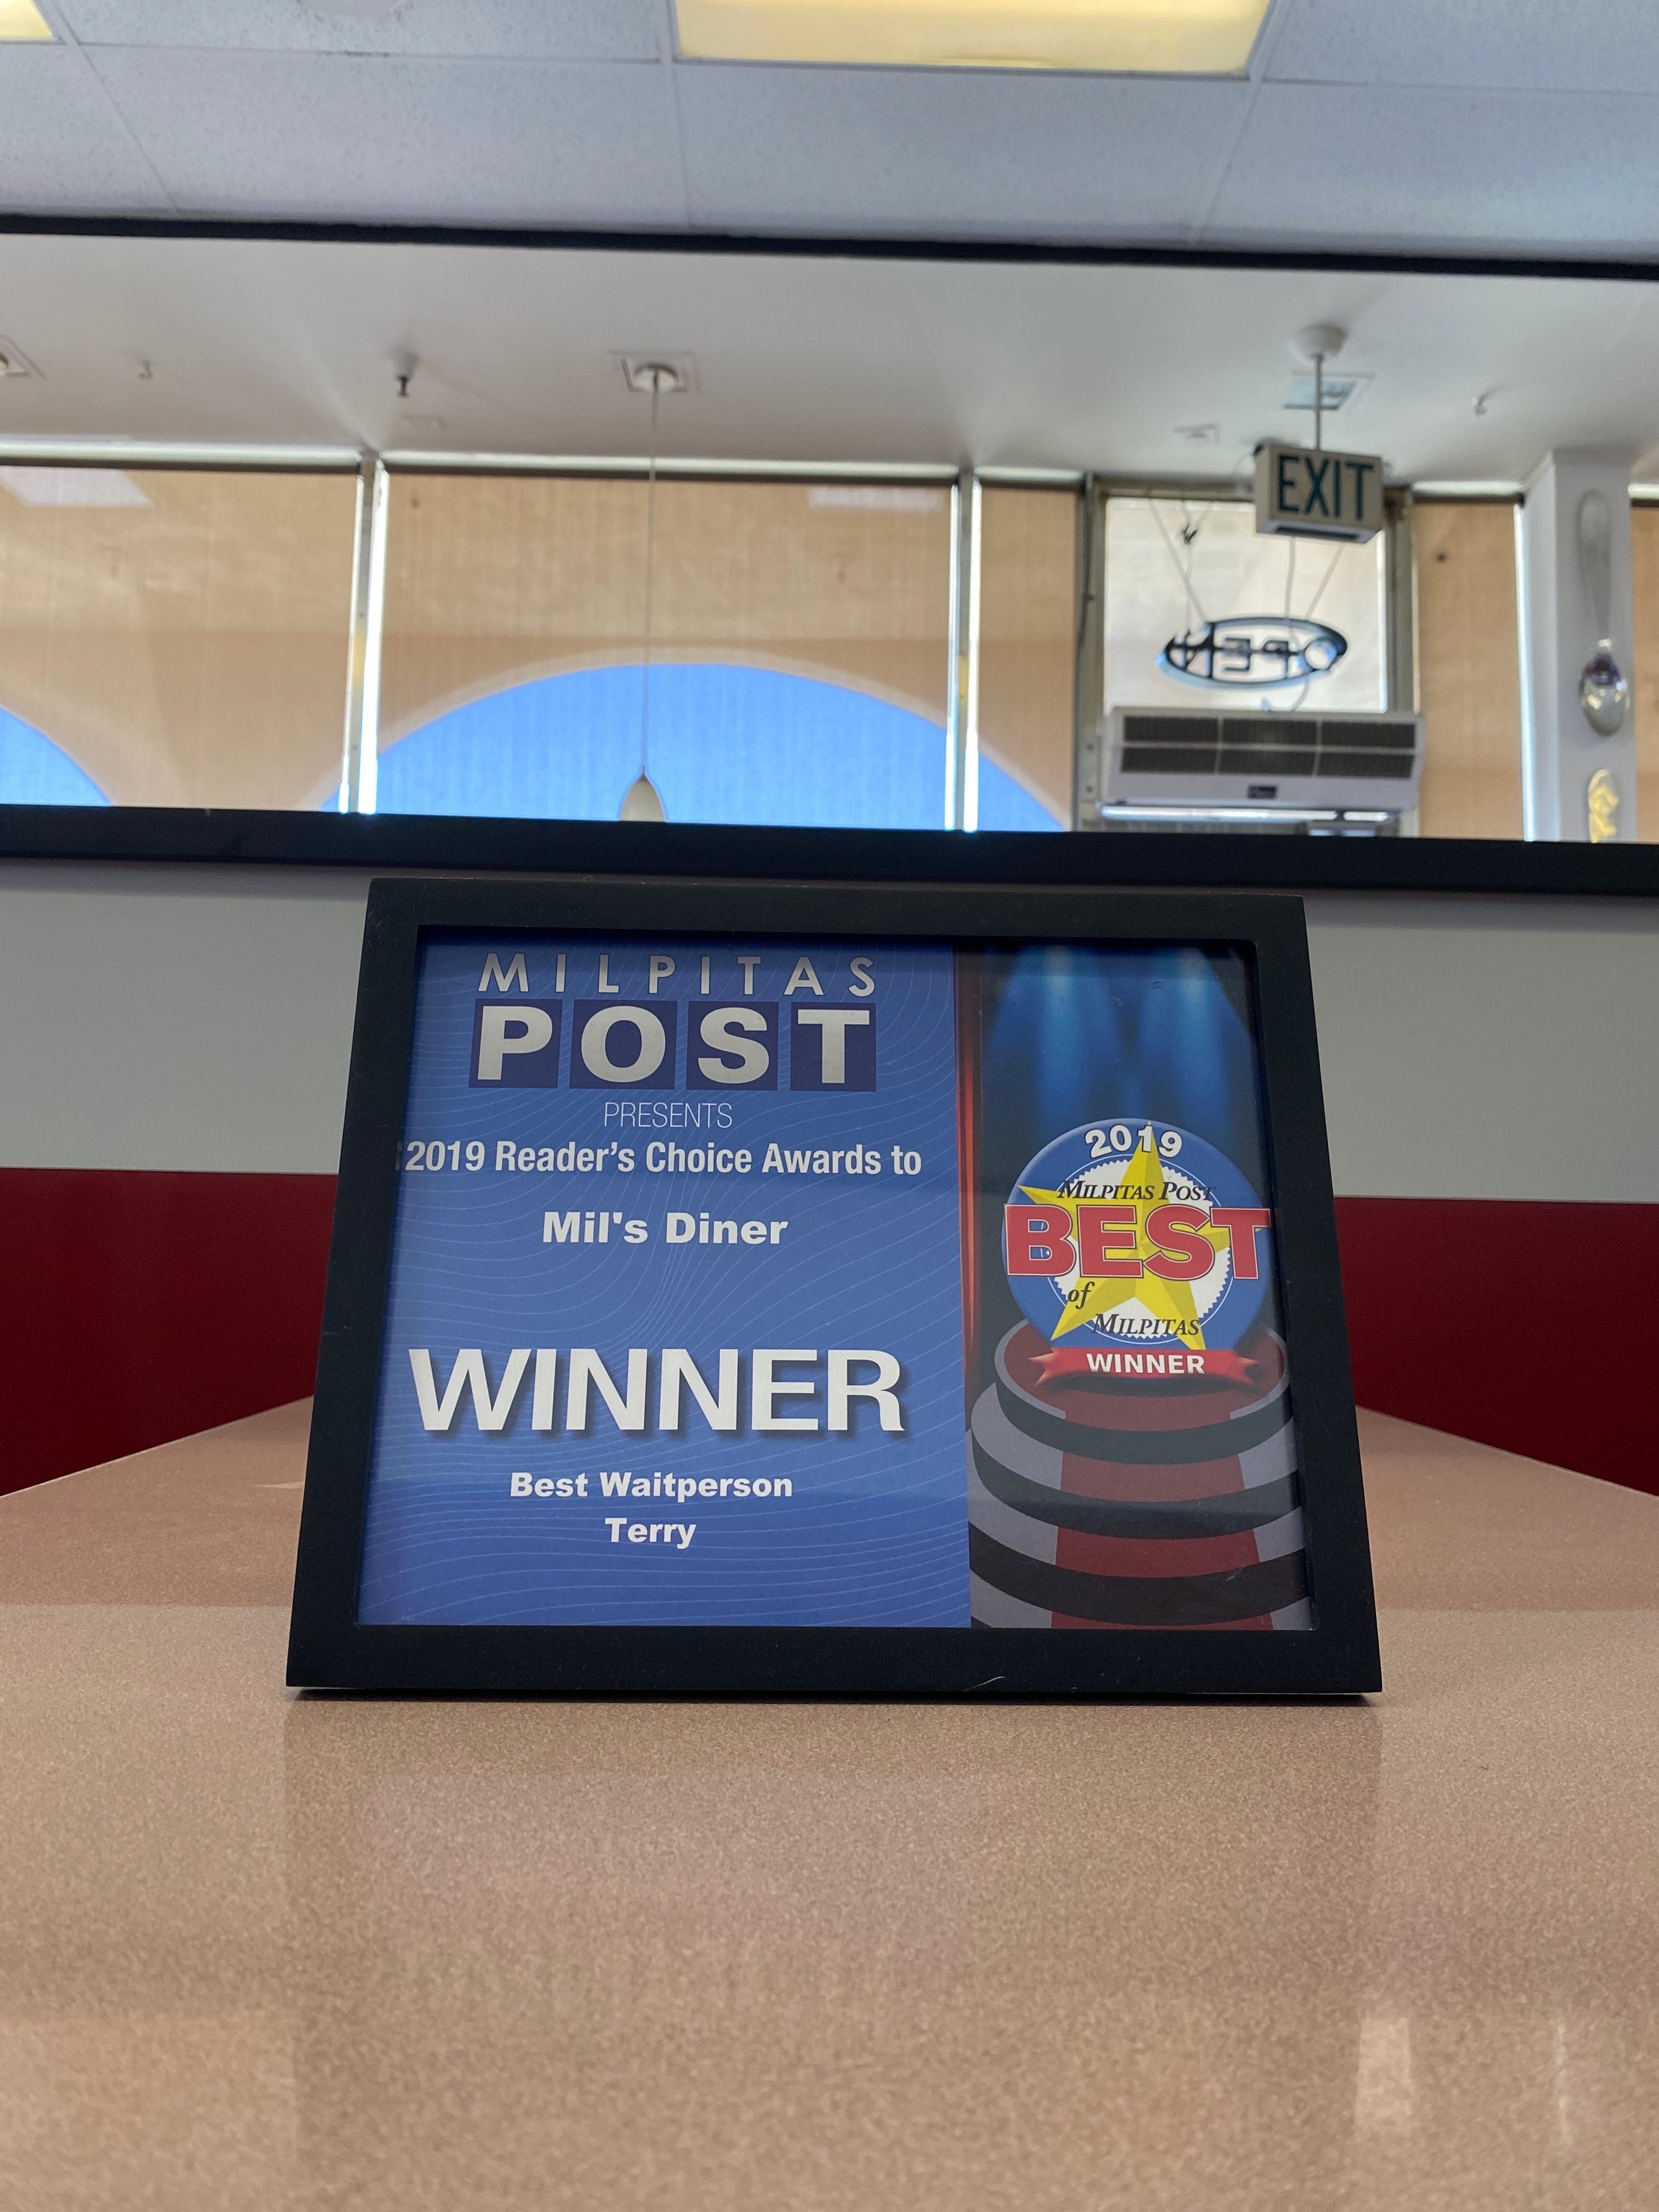 EXIT
OPEN
MILPITAS
POST
PRESENTS
2019 Reader's Choice Awards to
Mil's Diner
WINNER
Best Waitperson
Terry
2019
MILPITAS POST
BEST
of
MILPITAS
WINNER